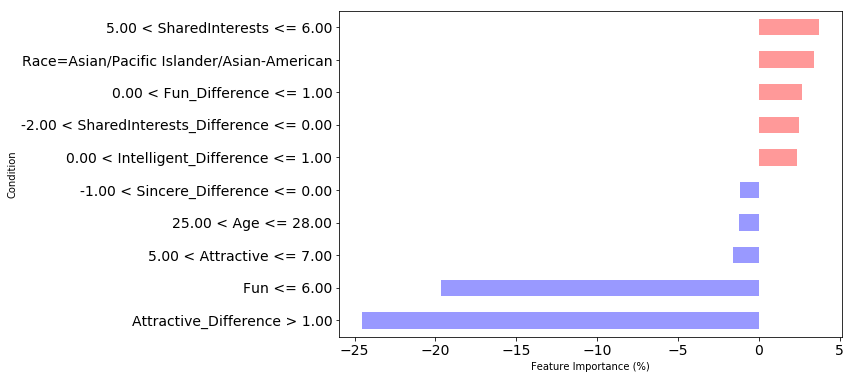 5.00 < SharedInterests <= 6.00
Race=Asian/Pacific Islander/Asian-American
0.00 < Fun_Difference <= 1.00
-2.00 < SharedInterests_Difference <= 0.00
0.00 < Intelligent_Difference <= 1.00
-1.00 < Sincere_Difference <= 0.00
25.00 < Age <= 28.00
5.00 < Attractive <= 7.00
Fun <= 6.00
Attractive_Difference > 1.00
Condition
−25 −20 −15 −10 −5 0 5
Feature Importance (%)